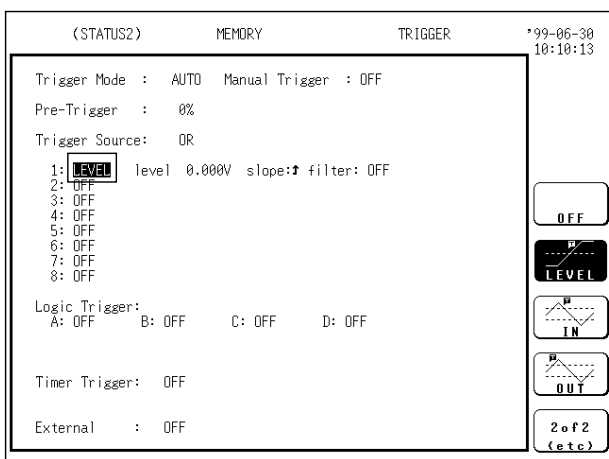 (STATUS2) MEMORY TRIGGER '99-06-30
10:10:13
Trigger Mode : AUTO Manual Trigger : OFF
Pre-Trigger : 0%
Trigger Source: OR
1: LEVEL level 0.000V slope:↑ filter: OFF
2: OFF
3: OFF
4: OFF
5: OFF
6: OFF
7: OFF
8: OFF
Logic Trigger:
A: OFF B: OFF C: OFF D: OFF
Timer Trigger: OFF
External : OFF
OFF
T
LEVEL
T
IN
T
OUT
2of2
(etc)